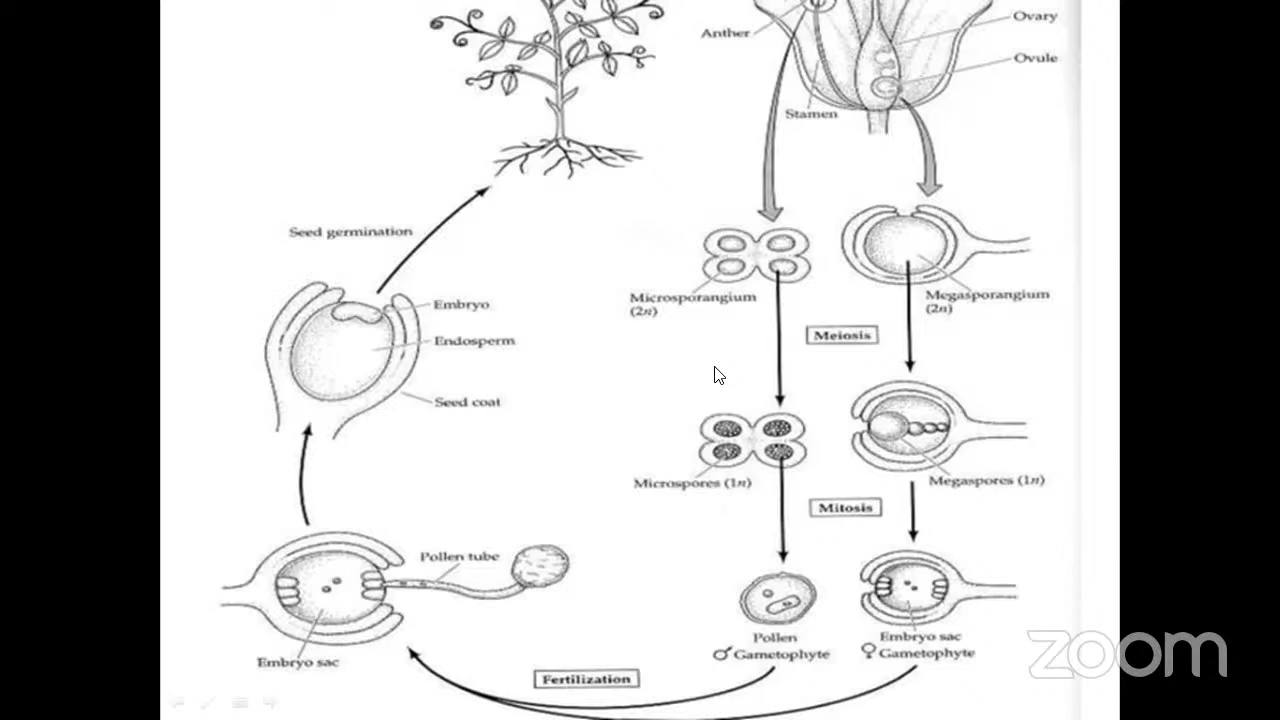 Anther
Ovary
Ovule
Stamen
Seed germination
Microsporangium
(2n)
Megasporangium
(2n)
Embryo
Endosperm
Seed coat
Meiosis
Microspores (1n)
Megaspores (1n)
Mitosis
Pollen tube
Embryo sac
Pollen
♂ Gametophyte
Embryo sac
♀ Gametophyte
Fertilization
zoom